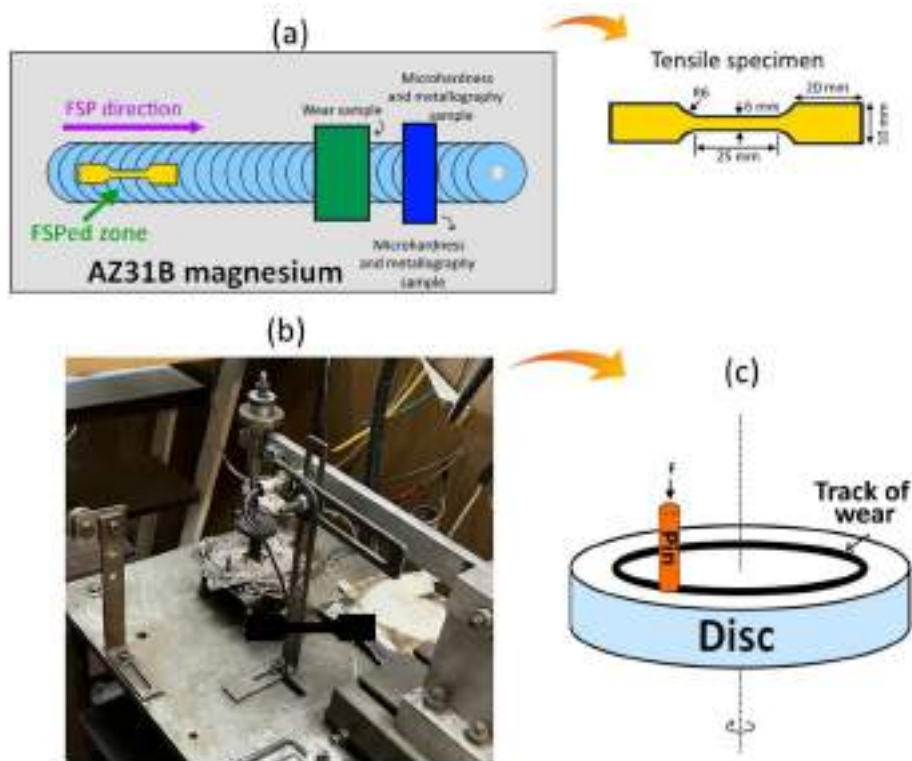 (a)
FSP direction
Wear sample
Microhardness
and metallography
sample
FSPed zone
AZ31B magnesium
Microhardness
and metallography
sample
Tensile specimen
R6
6 mm
20 mm
10 mm
25 mm
(b)
(c)
F
Pin
Track of
wear
Disc